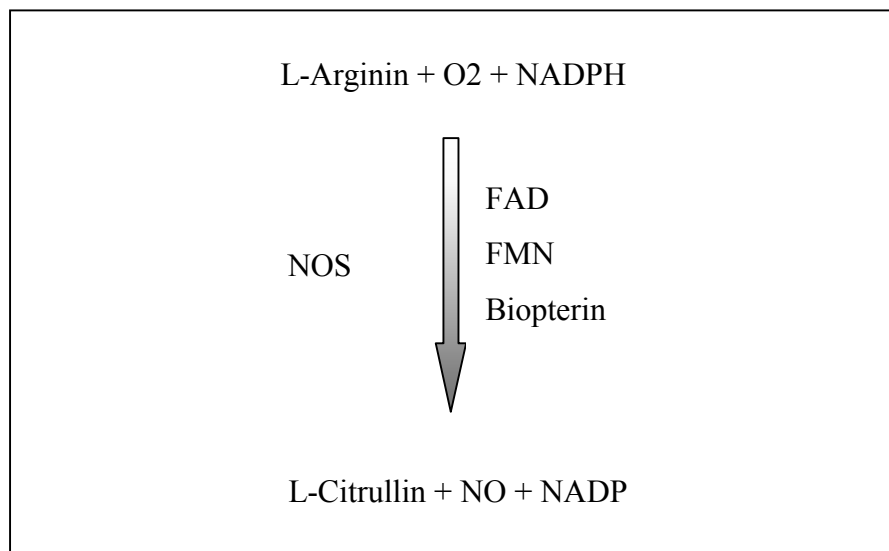 L-Arginin + O2 + NADPH
FAD
NOS
FMN
Biopterin
L-Citrullin + NO + NADP